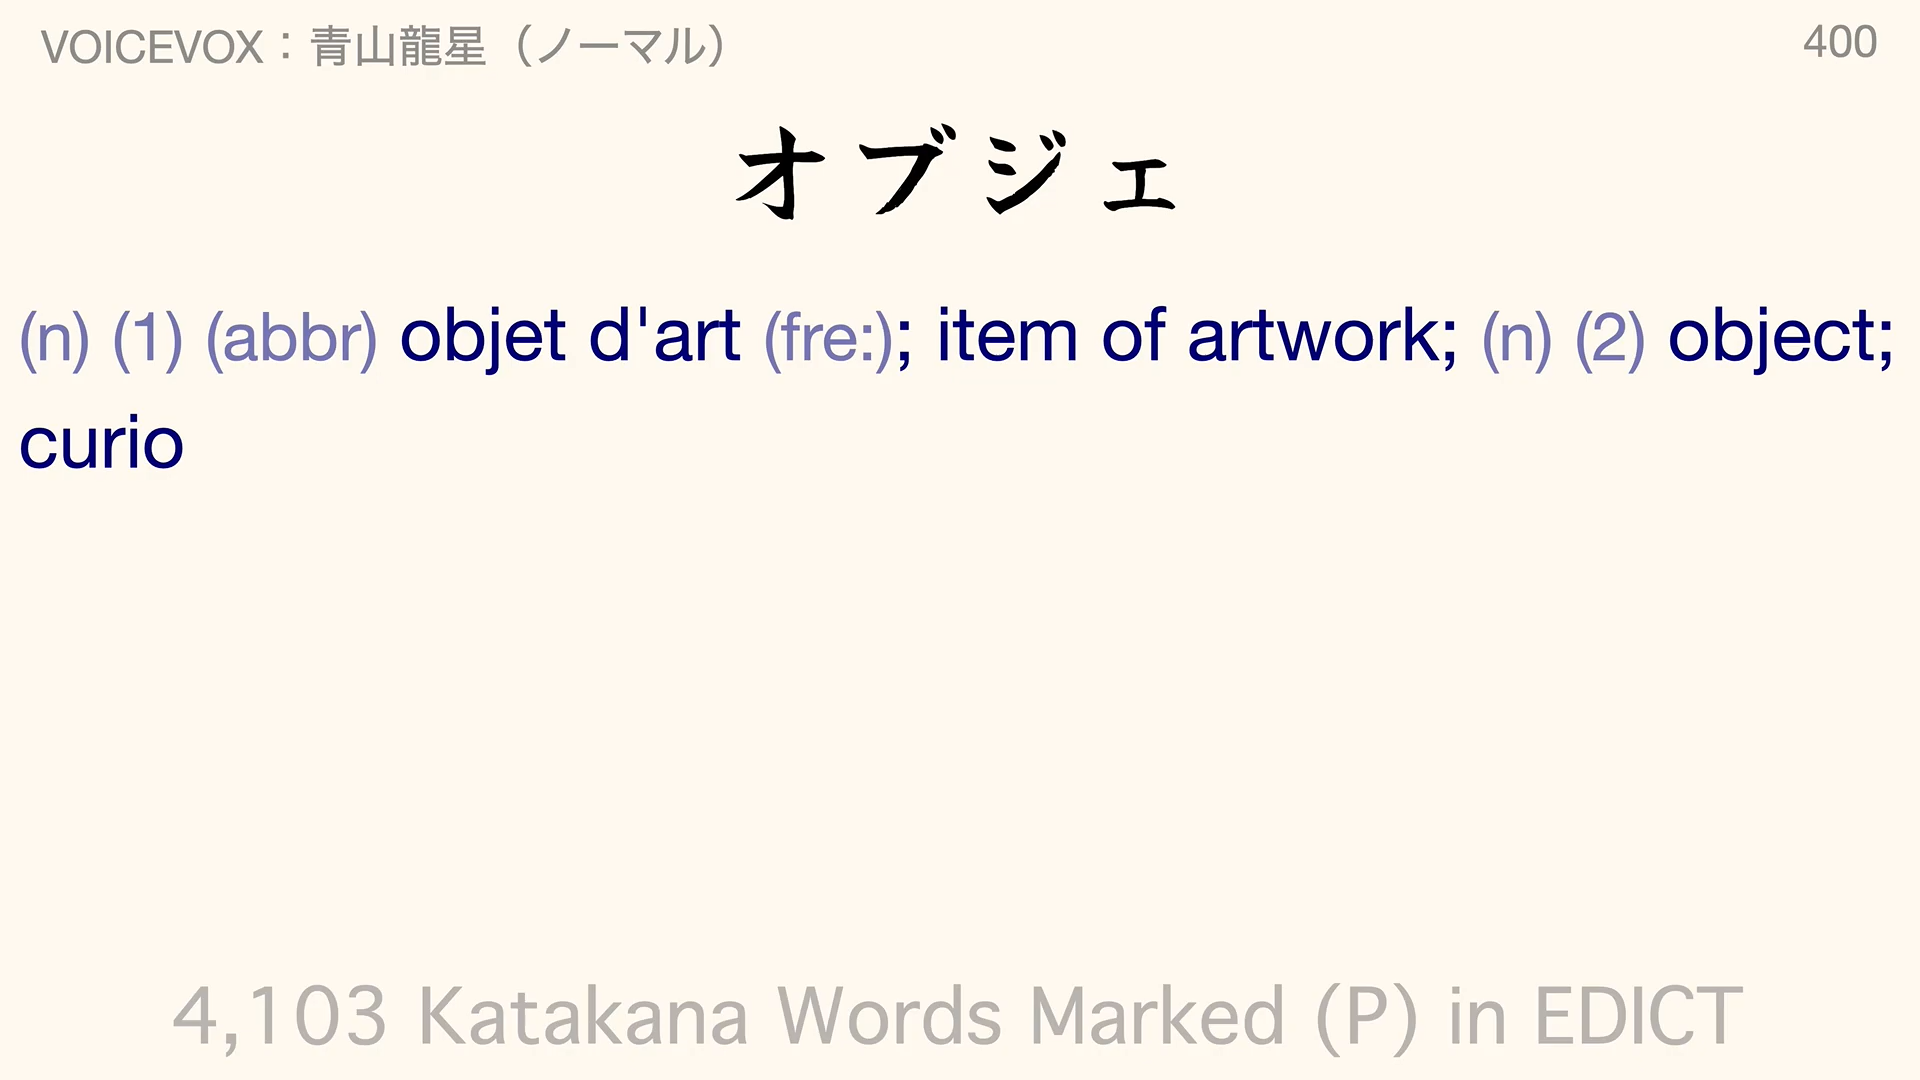 VOICEVOX：青山龍星（ノーマル）
400
オブジェ
(n) (1) (abbr) objet d'art (fre:); item of artwork; (n) (2) object;
curio
4,103 Katakana Words Marked (P) in EDICT